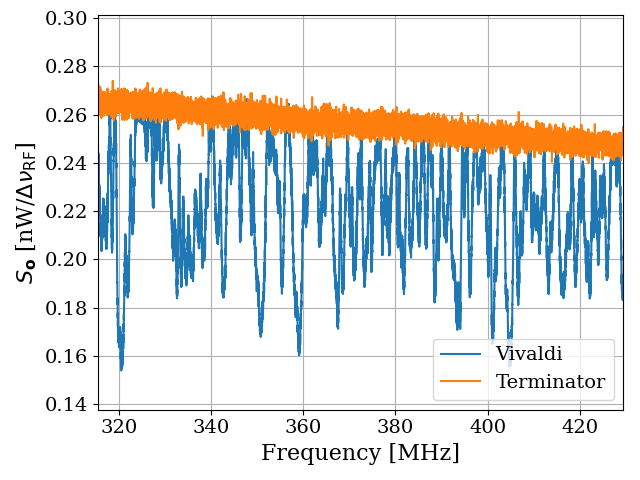 0.30
0.28
0.26
0.24
0.22
0.20
0.18
0.16
0.14
S_o [nW/Δν_RF]
320 340 360 380 400 420
Frequency [MHz]
Vivaldi
Terminator